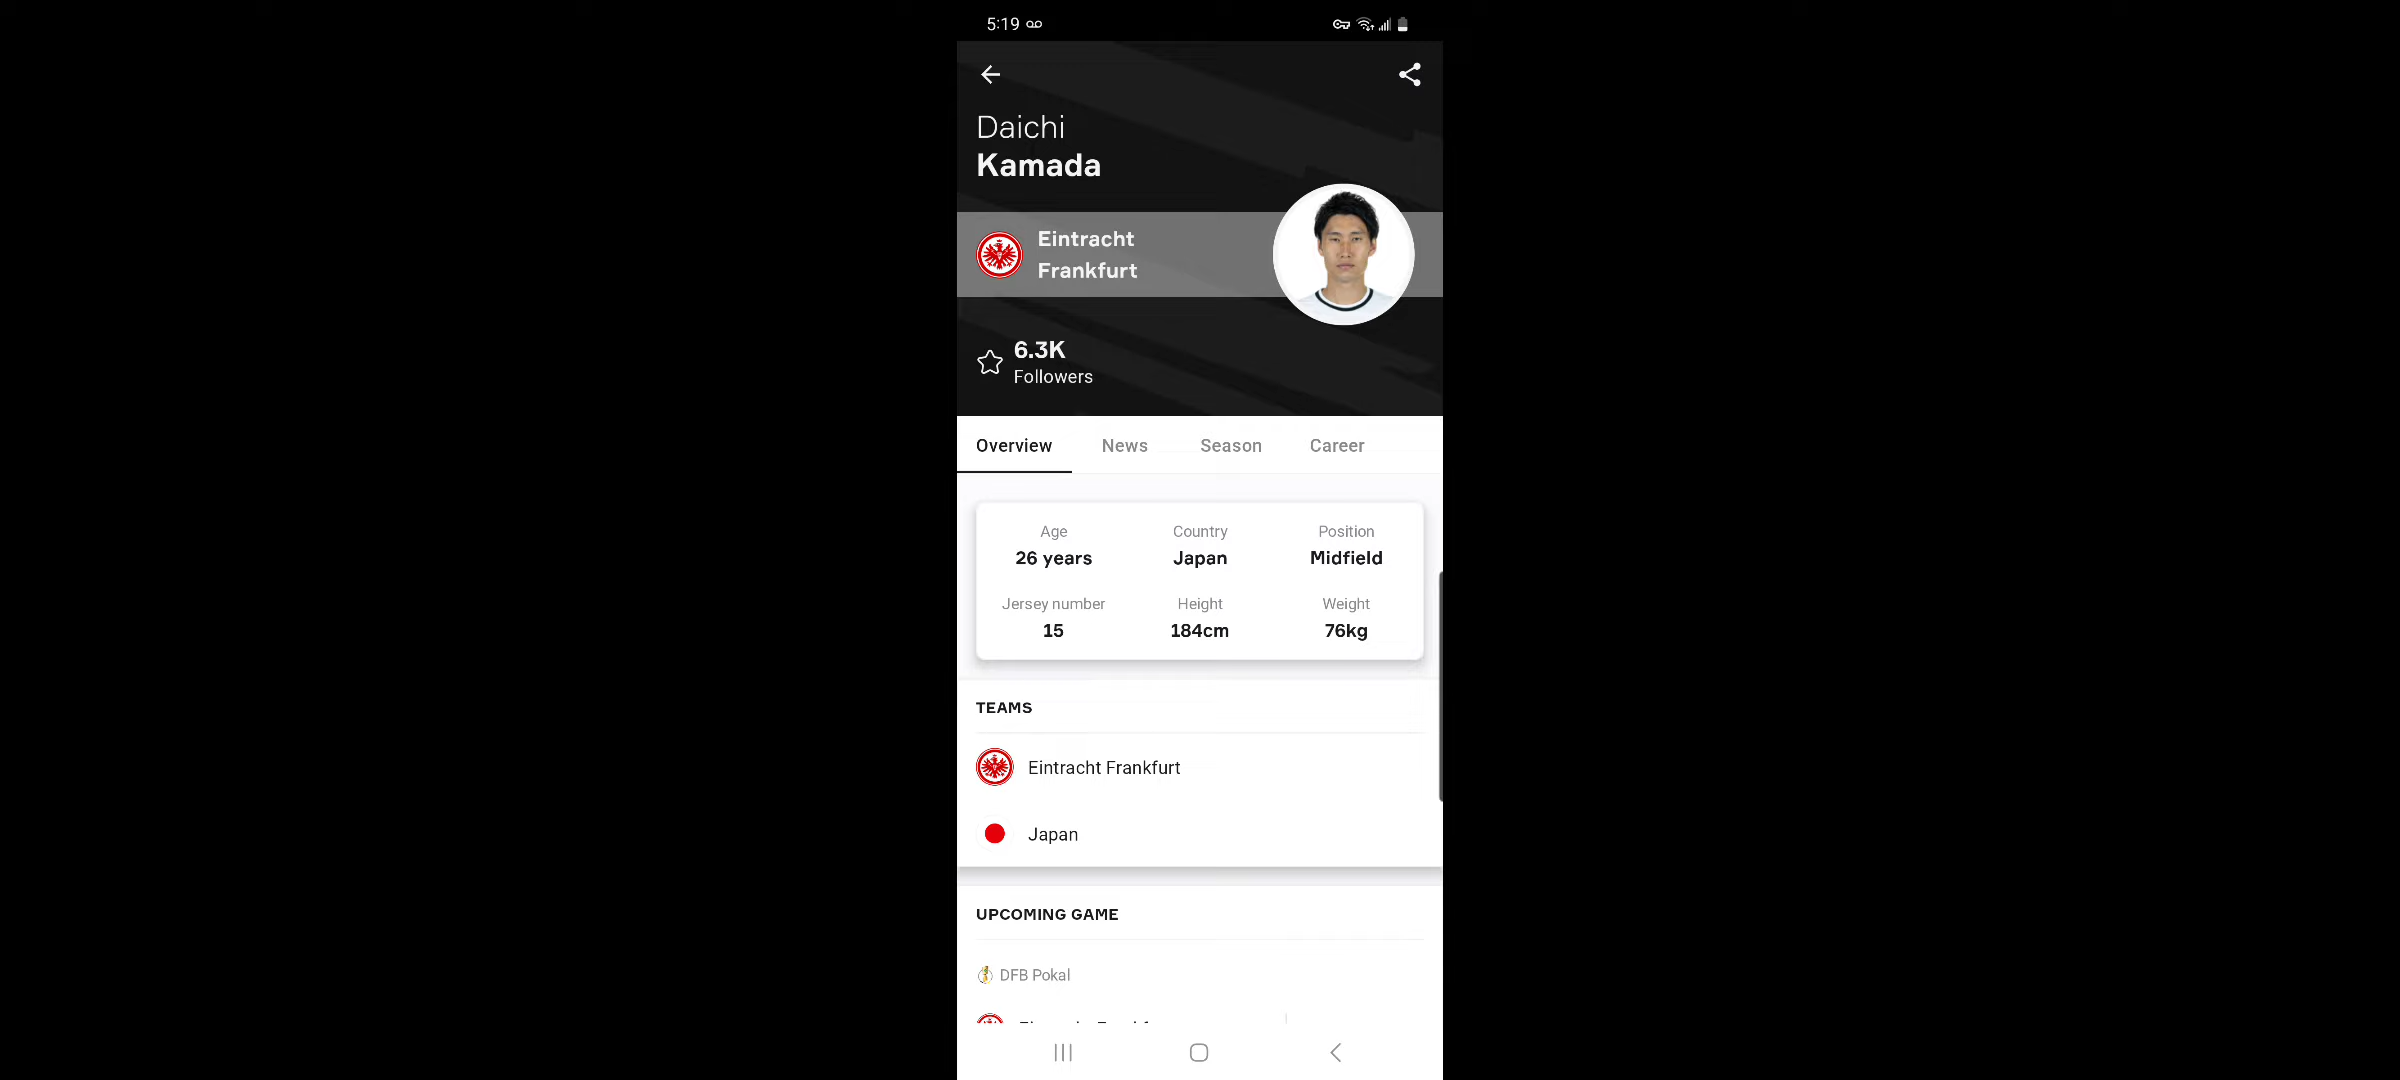 5:19
Daichi
Kamada
Eintracht
Frankfurt
6.3K
Followers
Overview News Season Career
Age Country Position
26 years Japan Midfield
Jersey number Height Weight
15 184cm 76kg
TEAMS
Eintracht Frankfurt
Japan
UPCOMING GAME
DFB Pokal